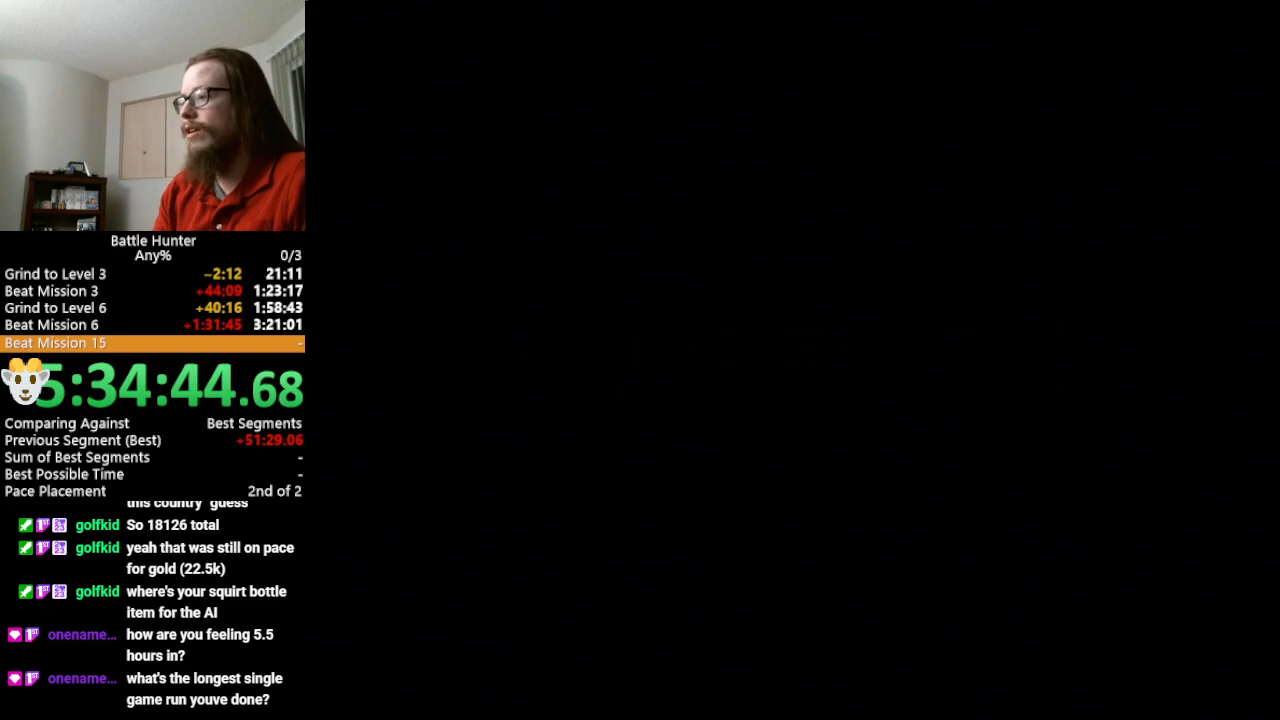 Battle Hunter
Any% 0/3
Grind to Level 3 −2:12 21:11
Beat Mission 3 +44:09 1:23:17
Grind to Level 6 +40:16 1:58:43
Beat Mission 6 +1:31:45 3:21:01
Beat Mission 15 -
5:34:44.68
Comparing Against Best Segments
Previous Segment (Best) +51:29.06
Sum of Best Segments -
Best Possible Time -
Pace Placement 2nd of 2
this country guess
golfkid So 18126 total
golfkid yeah that was still on pace
for gold (22.5k)
golfkid where's your squirt bottle
item for the AI
onename... how are you feeling 5.5
hours in?
onename... what's the longest single
game run youve done?